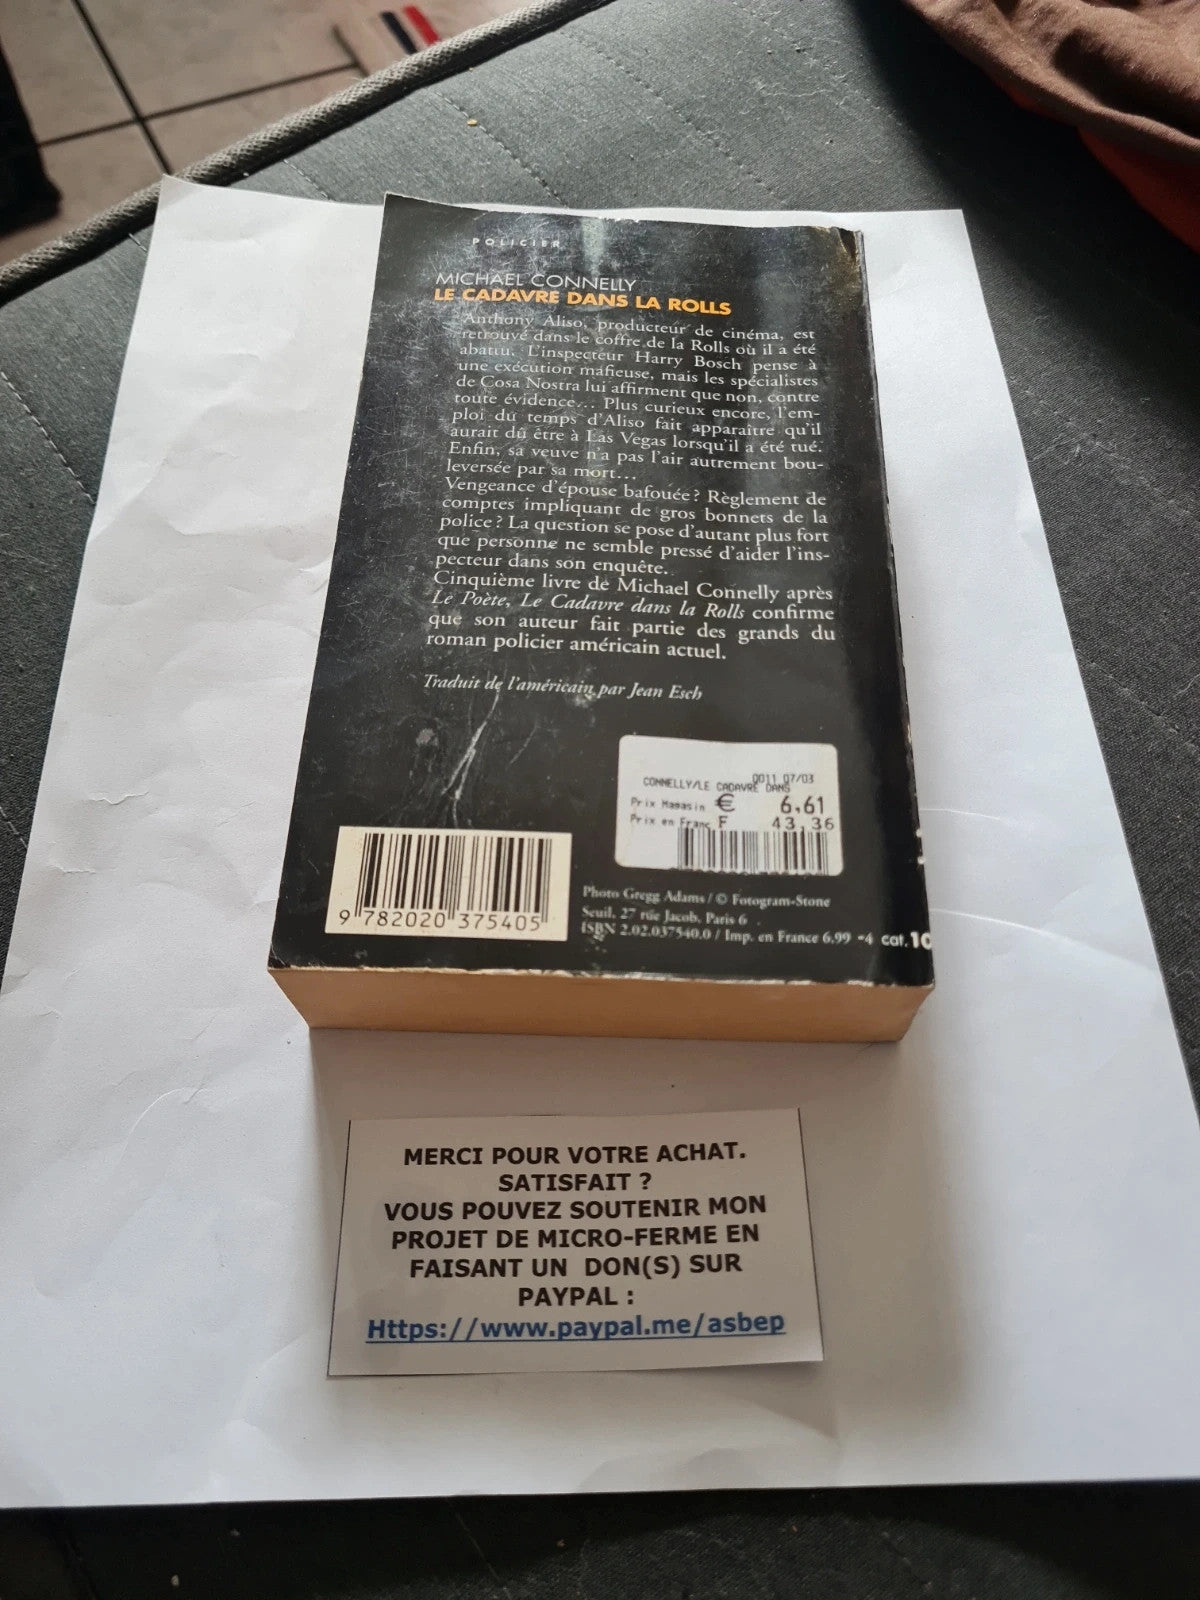 POLICIER
MICHAEL CONNELLY
LE CADAVRE DANS LA ROLLS
Anthony Aliso, producteur de cinéma, est
retrouvé dans le coffre de la Rolls où il a été
abattu. L'inspecteur Harry Bosch pense à
une exécution mafieuse, mais les spécialistes
de Cosa Nostra lui affirment que non, contre
toute évidence... Plus curieux encore, l'em-
ploi du temps d'Aliso fait apparaître qu'il
aurait dû être à Las Vegas lorsqu'il a été tué.
Enfin, sa veuve n'a pas l'air autrement bou-
leversée par sa mort...
Vengeance d'épouse bafouée ? Règlement de
comptes impliquant de gros bonnets de la
police ? La question se pose d'autant plus fort
que personne ne semble pressé d'aider l'ins-
pecteur dans son enquête.
Cinquième livre de Michael Connelly après
Le Poète, Le Cadavre dans la Rolls confirme
que son auteur fait partie des grands du
roman policier américain actuel.
Traduit de l'américain par Jean Esch
0011 07/03
CONNELLY/LE CADAVRE DANS
Prix Magasin € 6,61
Prix en Franc F 43,36
9 782020 375405
Photo Gregg Adams / © Fotogram-Stone
Seuil, 27 rue Jacob, Paris 6
ISBN 2.02.037540.0 / Imp. en France 6.99 -4 cat.10
MERCI POUR VOTRE ACHAT.
SATISFAIT ?
VOUS POUVEZ SOUTENIR MON
PROJET DE MICRO-FERME EN
FAISANT UN DON(S) SUR
PAYPAL :
Https://www.paypal.me/asbep